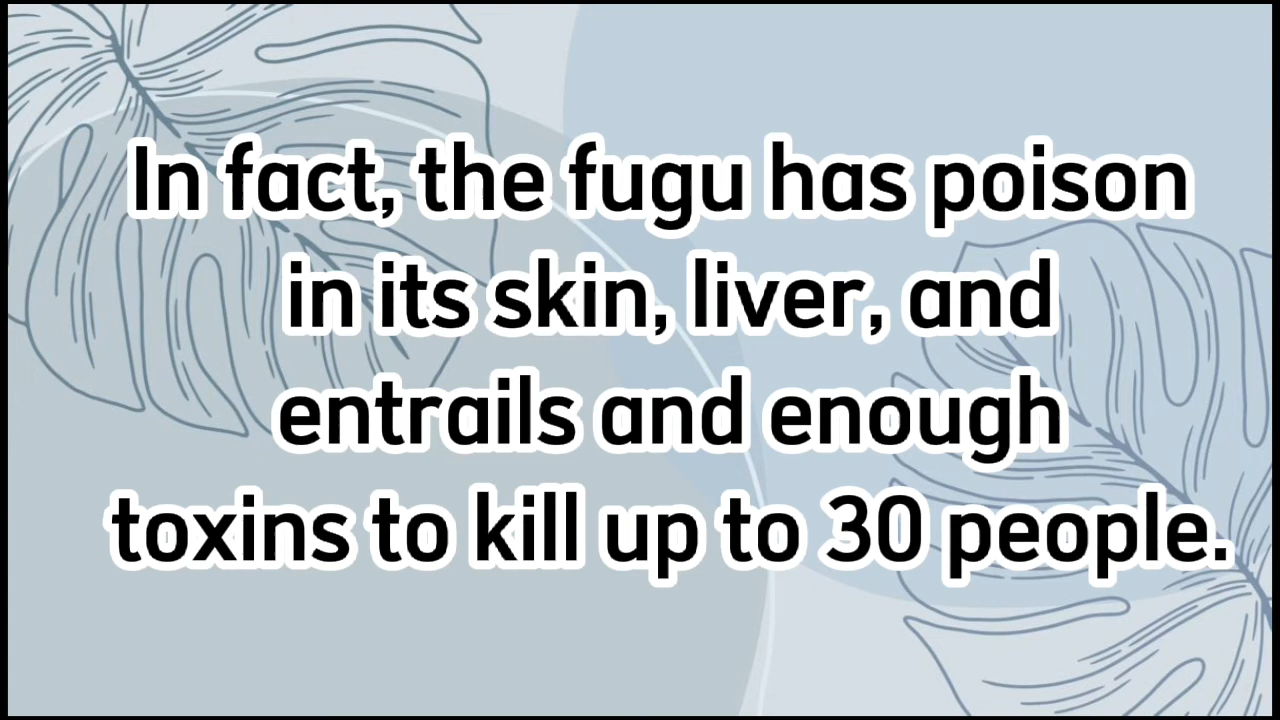 In fact, the fugu has poison
in its skin, liver, and
entrails and enough
toxins to kill up to 30 people.